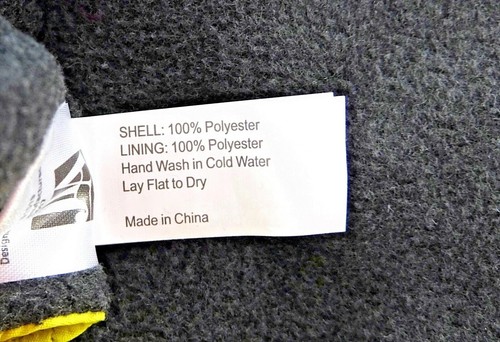 SHELL: 100% Polyester
LINING: 100% Polyester
Hand Wash in Cold Water
Lay Flat to Dry
Made in China